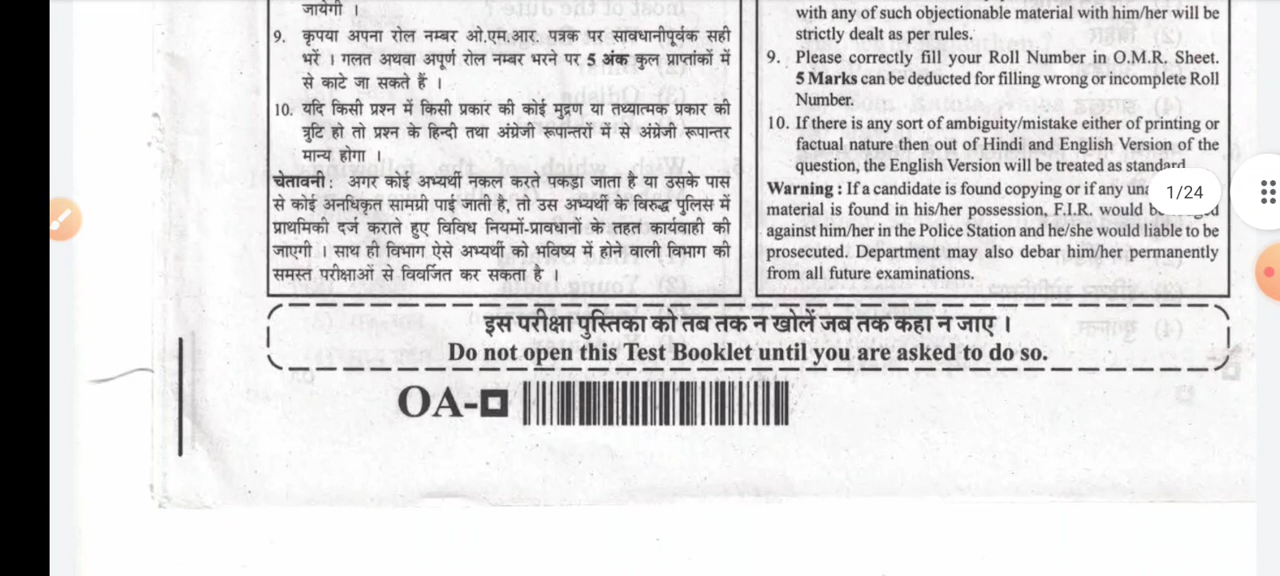 जायेगी ।
9. कृपया अपना रोल नम्बर ओ.एम.आर. पत्रक पर सावधानीपूर्वक सही
भरें । गलत अथवा अपूर्ण रोल नम्बर भरने पर 5 अंक कुल प्राप्तांकों में
से काटे जा सकते हैं ।
10. यदि किसी प्रश्न में किसी प्रकार की कोई मुद्रण या तथ्यात्मक प्रकार की
त्रुटि हो तो प्रश्न के हिन्दी तथा अंग्रेजी रूपान्तरों में से अंग्रेजी रूपान्तर
मान्य होगा ।
चेतावनी : अगर कोई अभ्यर्थी नकल करते पकड़ा जाता है या उसके पास
से कोई अनधिकृत सामग्री पाई जाती है, तो उस अभ्यर्थी के विरुद्ध पुलिस में
प्राथमिकी दर्ज कराते हुए विविध नियमों-प्रावधानों के तहत कार्यवाही की
जाएगी । साथ ही विभाग ऐसे अभ्यर्थी को भविष्य में होने वाली विभाग की
समस्त परीक्षाओं से विवर्जित कर सकता है ।
with any of such objectionable material with him/her will be
strictly dealt as per rules.
9. Please correctly fill your Roll Number in O.M.R. Sheet.
5 Marks can be deducted for filling wrong or incomplete Roll
Number.
10. If there is any sort of ambiguity/mistake either of printing or
factual nature then out of Hindi and English Version of the
question, the English Version will be treated as standard
Warning : If a candidate is found copying or if any
material is found in his/her possession, F.I.R. would
against him/her in the Police Station and he/she would liable to be
prosecuted. Department may also debar him/her permanently
from all future examinations.
1/24
इस परीक्षा पुस्तिका को तब तक न खोलें जब तक कहा न जाए ।
Do not open this Test Booklet until you are asked to do so.
OA-